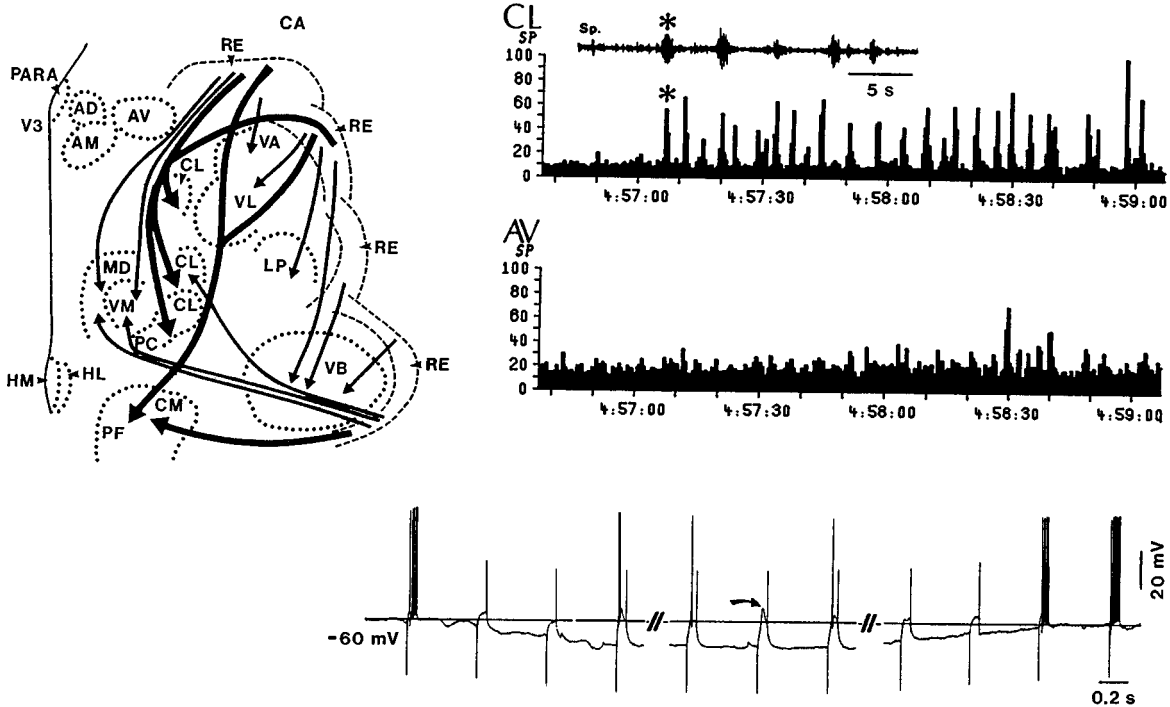 CA
RE
PARA
AD
AV
V3
AM
RE
VA
CL
VL
RE
MD
CL
LP
VM
CL
PC
VB
RE
HM
HL
CM
PF
CL
SP
100
80
60
40
20
0
Sp.
*
*
5 s
4:57:00 4:57:30 4:58:00 4:58:30 4:59:00
AV
SP
100
80
60
40
20
0
4:57:00 4:57:30 4:58:00 4:58:30 4:59:00
-60 mV
20 mV
0.2 s